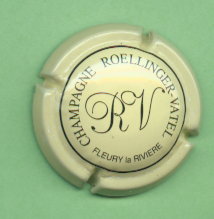 CHAMPAGNE ROELLINGER-VATEL
RV
FLEURY la RIVIERE